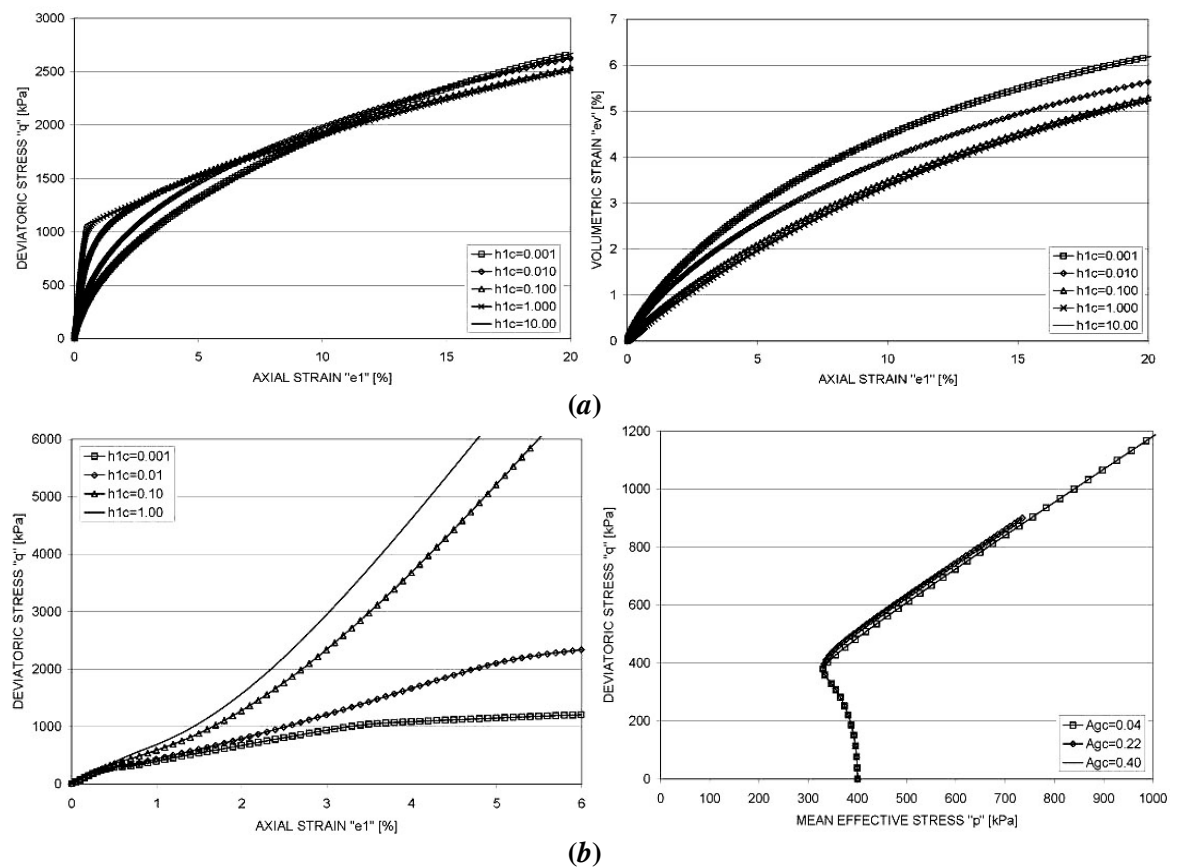 3000
2500
2000
1500
1000
500
0
DEVIATORIC STRESS "q" [kPa]
0 5 10 15 20
AXIAL STRAIN "e1" [%]
h1c=0.001
h1c=0.010
h1c=0.100
h1c=1.000
h1c=10.00
7
6
5
4
3
2
1
0
VOLUMETRIC STRAIN "ev" [%]
0 5 10 15 20
AXIAL STRAIN "e1" [%]
h1c=0.001
h1c=0.010
h1c=0.100
h1c=1.000
h1c=10.00
(a)
6000
5000
4000
3000
2000
1000
0
DEVIATORIC STRESS "q" [kPa]
h1c=0.001
h1c=0.01
h1c=0.10
h1c=1.00
0 1 2 3 4 5 6
AXIAL STRAIN "e1" [%]
1200
1000
800
600
400
200
0
DEVIATORIC STRESS "q" [kPa]
Agc=0.04
Agc=0.22
Agc=0.40
0 100 200 300 400 500 600 700 800 900 1000
MEAN EFFECTIVE STRESS "p" [kPa]
(b)